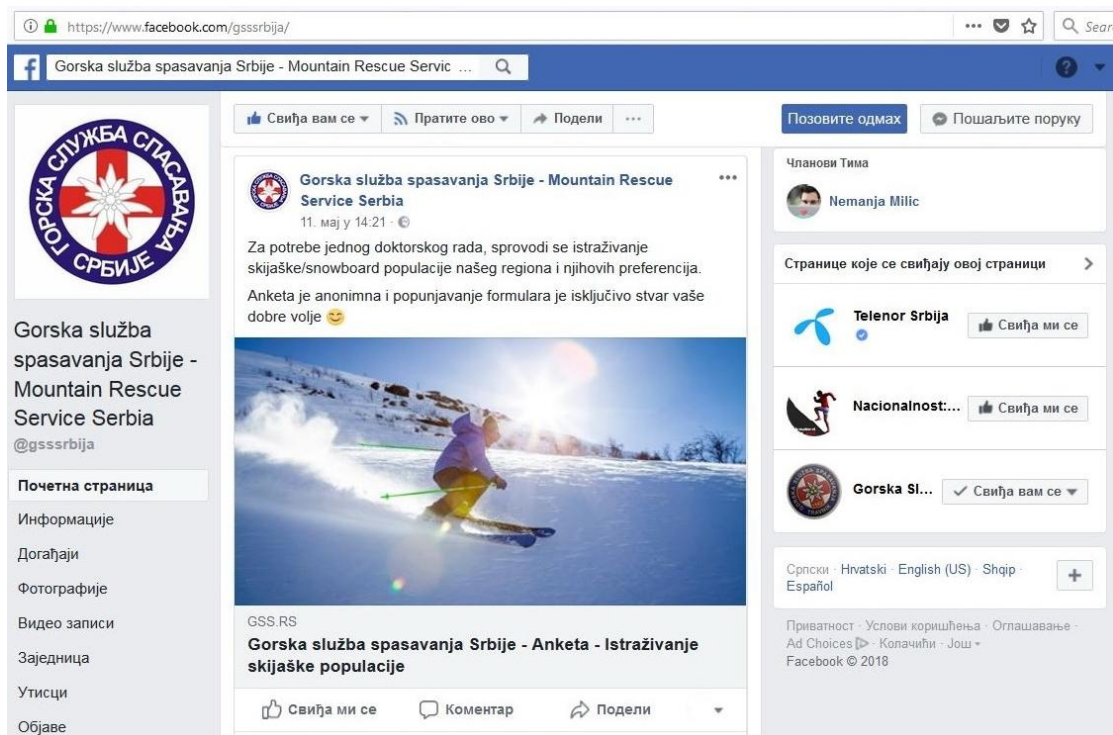 https://www.facebook.com/gsssrbija/
Sear
Gorska služba spasavanja Srbije - Mountain Rescue Servic ...
ГОРСКА СЛУЖБА СПАСАВАЊА
СРБИЈЕ
Gorska služba
spasavanja Srbije -
Mountain Rescue
Service Serbia
@gsssrbija
Почетна страница
Информације
Догађаји
Фотографије
Видео записи
Заједница
Утисци
Објаве
Свиђа вам се
Пратите ово
Подели
Позовите одмах
Пошаљите поруку
Gorska služba spasavanja Srbije - Mountain Rescue
Service Serbia
11. мај у 14:21 ·
Za potrebe jednog doktorskog rada, sprovodi se istraživanje
skijaške/snowboard populacije našeg regiona i njihovih preferencija.
Anketa je anonimna i popunjavanje formulara je isključivo stvar vaše
dobre volje 😊
GSS.RS
Gorska služba spasavanja Srbije - Anketa - Istraživanje
skijaške populacije
Свиђа ми се
Коментар
Подели
Чланови Тима
Nemanja Milic
Странице које се свиђају овој страници
Telenor Srbija
Свиђа ми се
Nacionalnost:...
Свиђа ми се
Gorska Sl...
Свиђа вам се
Српски · Hrvatski · English (US) · Shqip ·
Español
Приватност · Услови коришћења · Оглашавање ·
Ad Choices · Колачићи · Још
Facebook © 2018